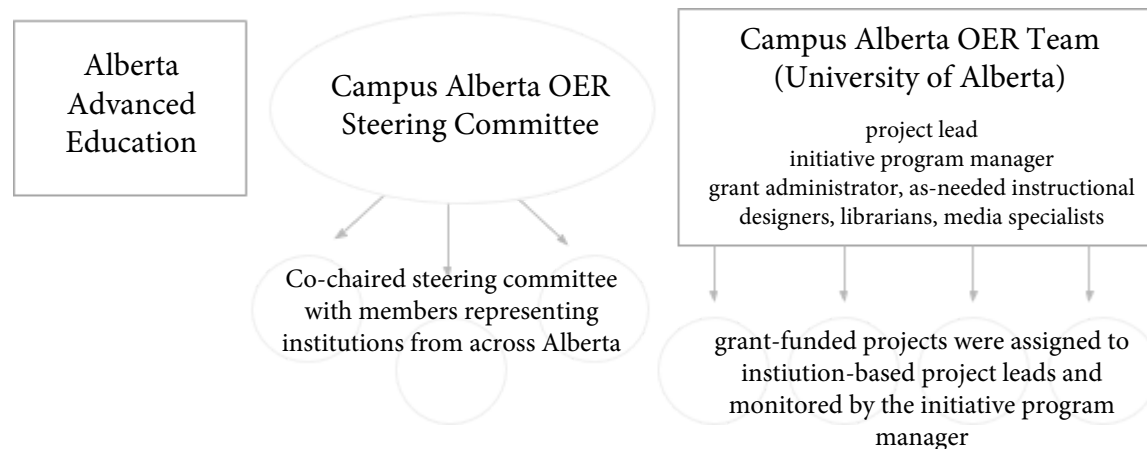 Alberta
Advanced
Education
Campus Alberta OER
Steering Committee
Co-chaired steering committee
with members representing
institutions from across Alberta
Campus Alberta OER Team
(University of Alberta)
project lead
initiative program manager
grant administrator, as-needed instructional
designers, librarians, media specialists
grant-funded projects were assigned to
instiution-based project leads and
monitored by the initiative program
manager